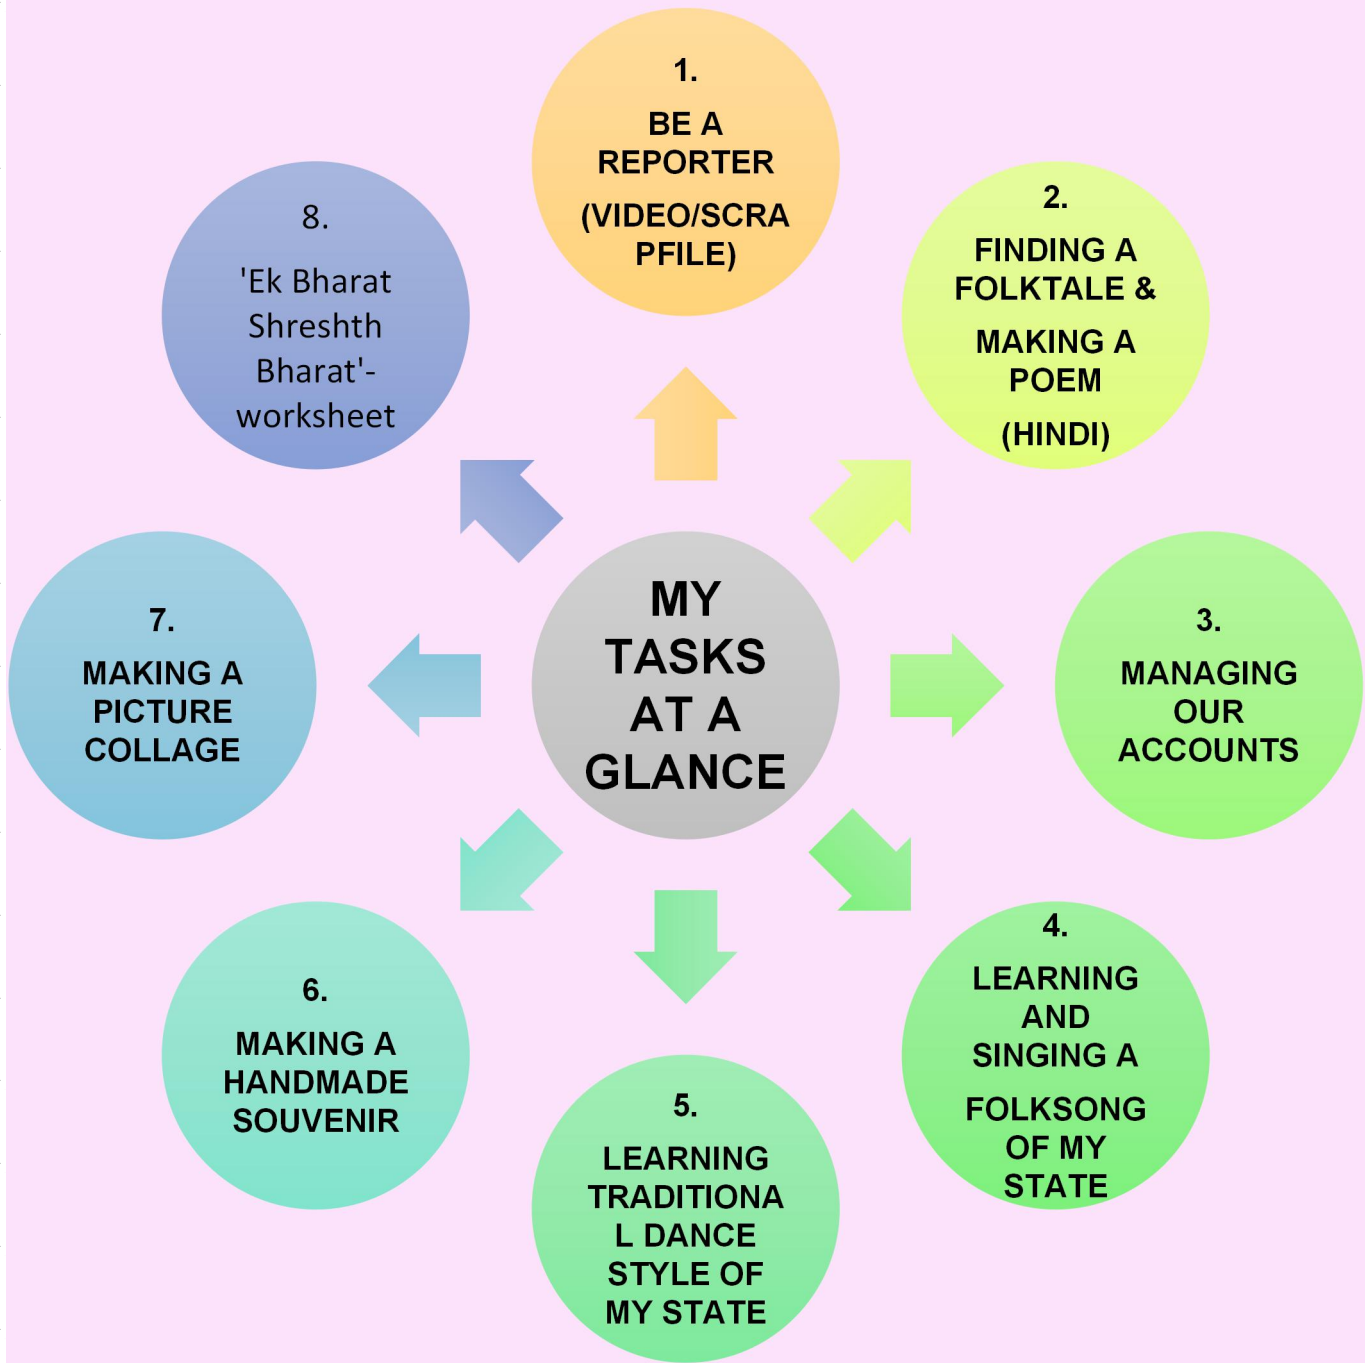 1.
BE A
REPORTER
(VIDEO/SCRA
PFILE)
2.
FINDING A
FOLKTALE &
MAKING A
POEM
(HINDI)
3.
MANAGING
OUR
ACCOUNTS
4.
LEARNING
AND
SINGING A
FOLKSONG
OF MY
STATE
5.
LEARNING
TRADITIONA
L DANCE
STYLE OF
MY STATE
6.
MAKING A
HANDMADE
SOUVENIR
7.
MAKING A
PICTURE
COLLAGE
8.
'Ek Bharat
Shreshth
Bharat'-
worksheet
MY
TASKS
AT A
GLANCE